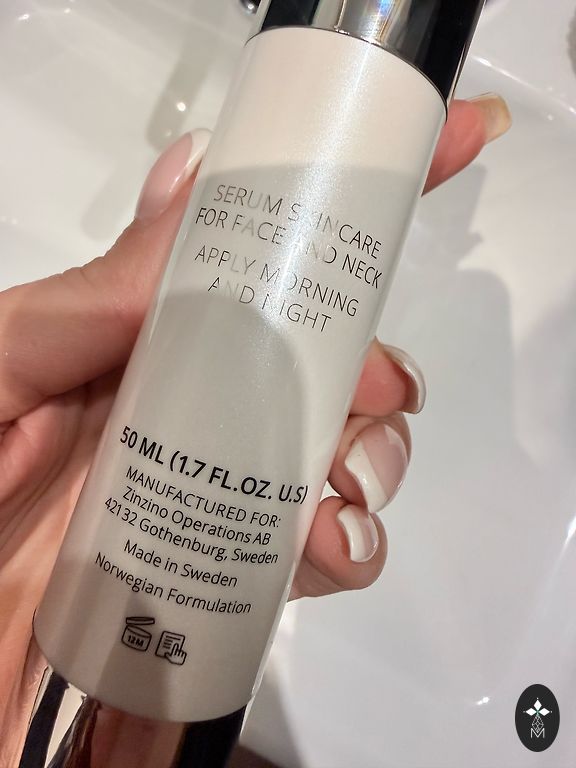 SERUM SKINCARE
FOR FACE AND NECK
APPLY MORNING
AND NIGHT
50 ML (1.7 FL.OZ. U.S)
MANUFACTURED FOR:
Zinzino Operations AB
42132 Gothenburg, Sweden
Made in Sweden
Norwegian Formulation
12M
M